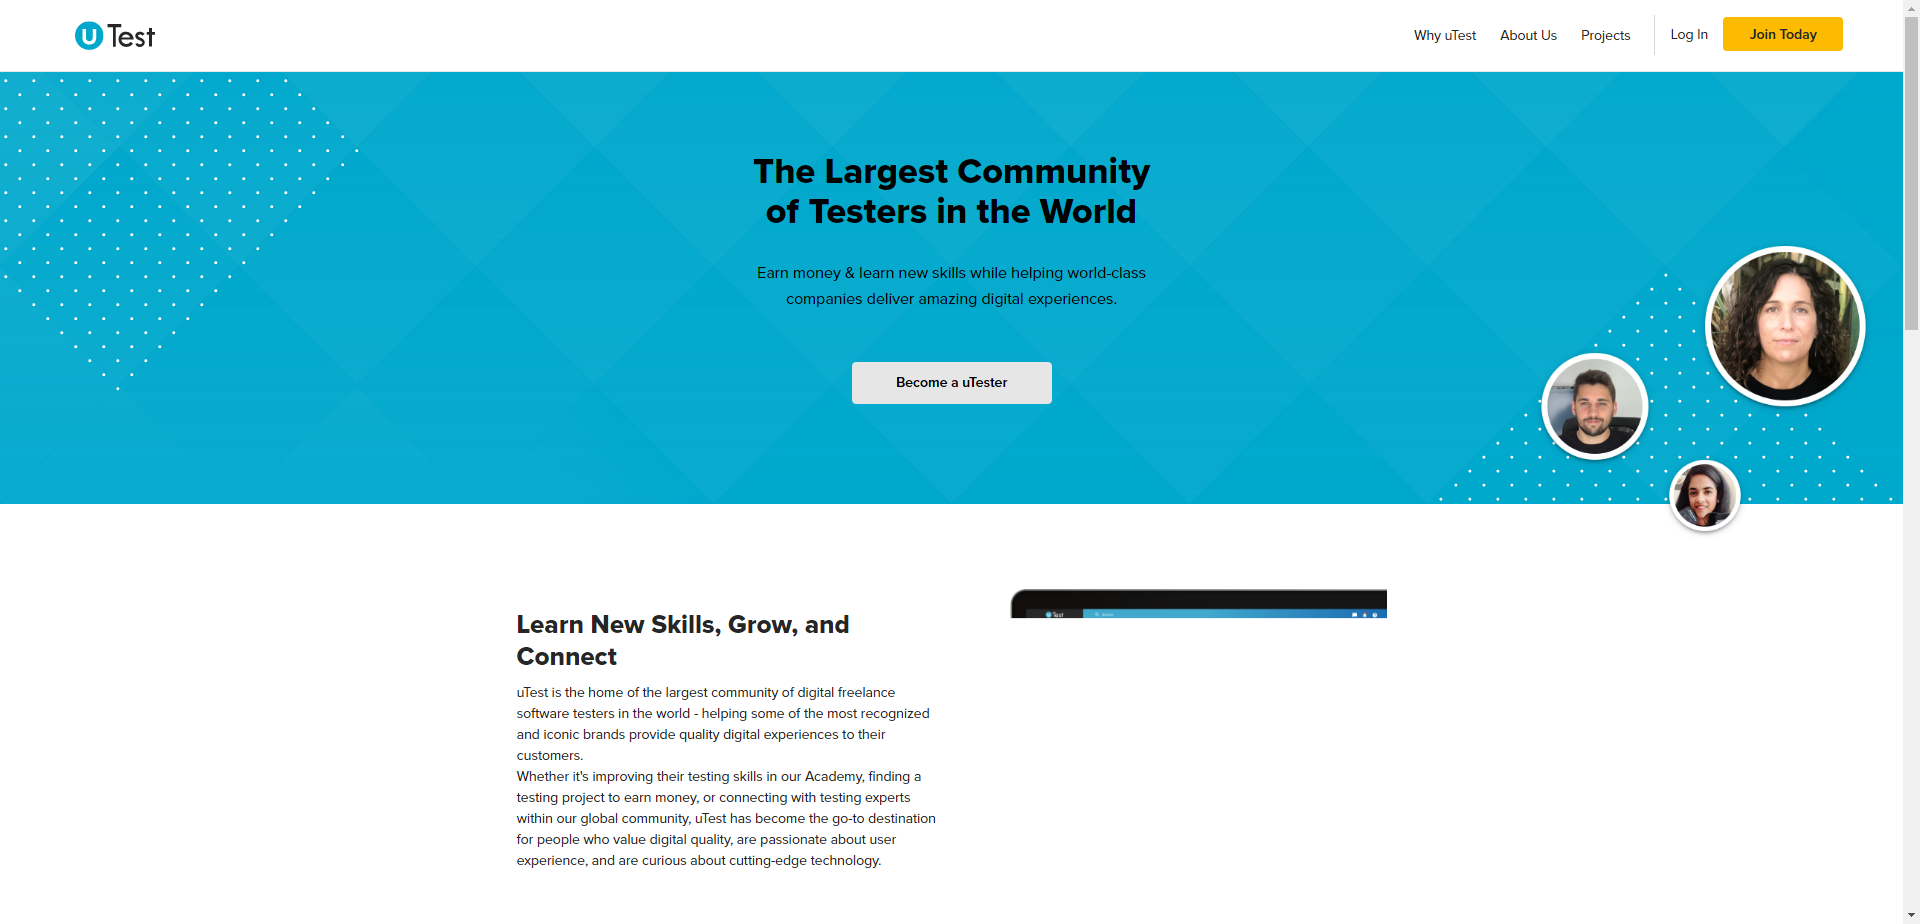 uTest
Why uTest
About Us
Projects
Log In
Join Today
The Largest Community
of Testers in the World
Earn money & learn new skills while helping world-class
companies deliver amazing digital experiences.
Become a uTester
Learn New Skills, Grow, and
Connect
uTest is the home of the largest community of digital freelance
software testers in the world - helping some of the most recognized
and iconic brands provide quality digital experiences to their
customers.
Whether it's improving their testing skills in our Academy, finding a
testing project to earn money, or connecting with testing experts
within our global community, uTest has become the go-to destination
for people who value digital quality, are passionate about user
experience, and are curious about cutting-edge technology.
uTest